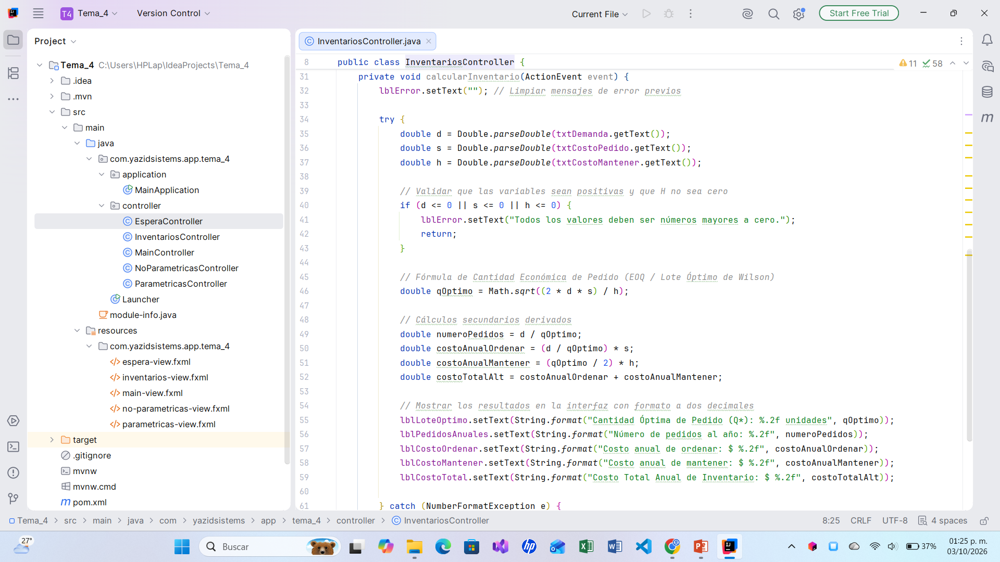 T4 Tema_4
Version Control
Current File
Start Free Trial
Project
Tema_4 C:\Users\HPLap\IdeaProjects\Tema_4
.idea
.mvn
src
main
java
com.yazidsistems.app.tema_4
application
MainApplication
controller
EsperaController
InventariosController
MainController
NoParametricasController
ParametricasController
Launcher
module-info.java
resources
com.yazidsistems.app.tema_4
espera-view.fxml
inventarios-view.fxml
main-view.fxml
no-parametricas-view.fxml
parametricas-view.fxml
target
.gitignore
mvnw
mvnw.cmd
pom.xml
InventariosController.java
11 58
8 public class InventariosController {
31 private void calcularInventario(ActionEvent event) {
32 lblError.setText(""); // Limpiar mensajes de error previos
33
34 try {
35 double d = Double.parseDouble(txtDemanda.getText());
36 double s = Double.parseDouble(txtCostoPedido.getText());
37 double h = Double.parseDouble(txtCostoMantener.getText());
38
39 // Validar que las variables sean positivas y que H no sea cero
40 if (d <= 0 || s <= 0 || h <= 0) {
41 lblError.setText("Todos los valores deben ser números mayores a cero.");
42 return;
43 }
44
45 // Fórmula de Cantidad Económica de Pedido (EOQ / Lote Óptimo de Wilson)
46 double qOptimo = Math.sqrt((2 * d * s) / h);
47
48 // Cálculos secundarios derivados
49 double numeroPedidos = d / qOptimo;
50 double costoAnualOrdenar = (d / qOptimo) * s;
51 double costoAnualMantener = (qOptimo / 2) * h;
52 double costoTotalAlt = costoAnualOrdenar + costoAnualMantener;
53
54 // Mostrar los resultados en la interfaz con formato a dos decimales
55 lblLoteOptimo.setText(String.format("Cantidad Óptima de Pedido (Q*): %.2f unidades", qOptimo));
56 lblPedidosAnuales.setText(String.format("Número de pedidos al año: %.2f", numeroPedidos));
57 lblCostoOrdenar.setText(String.format("Costo anual de ordenar: $ %.2f", costoAnualOrdenar));
58 lblCostoMantener.setText(String.format("Costo anual de mantener: $ %.2f", costoAnualMantener));
59 lblCostoTotal.setText(String.format("Costo Total Anual de Inventario: $ %.2f", costoTotalAlt));
60
61 } catch (NumberFormatException e) {
Tema_4 > src > main > java > com > yazidsistems > app > tema_4 > controller > InventariosController
8:25 CRLF UTF-8 4 spaces
27°
Buscar
37%
01:25 p. m.
03/10/2026